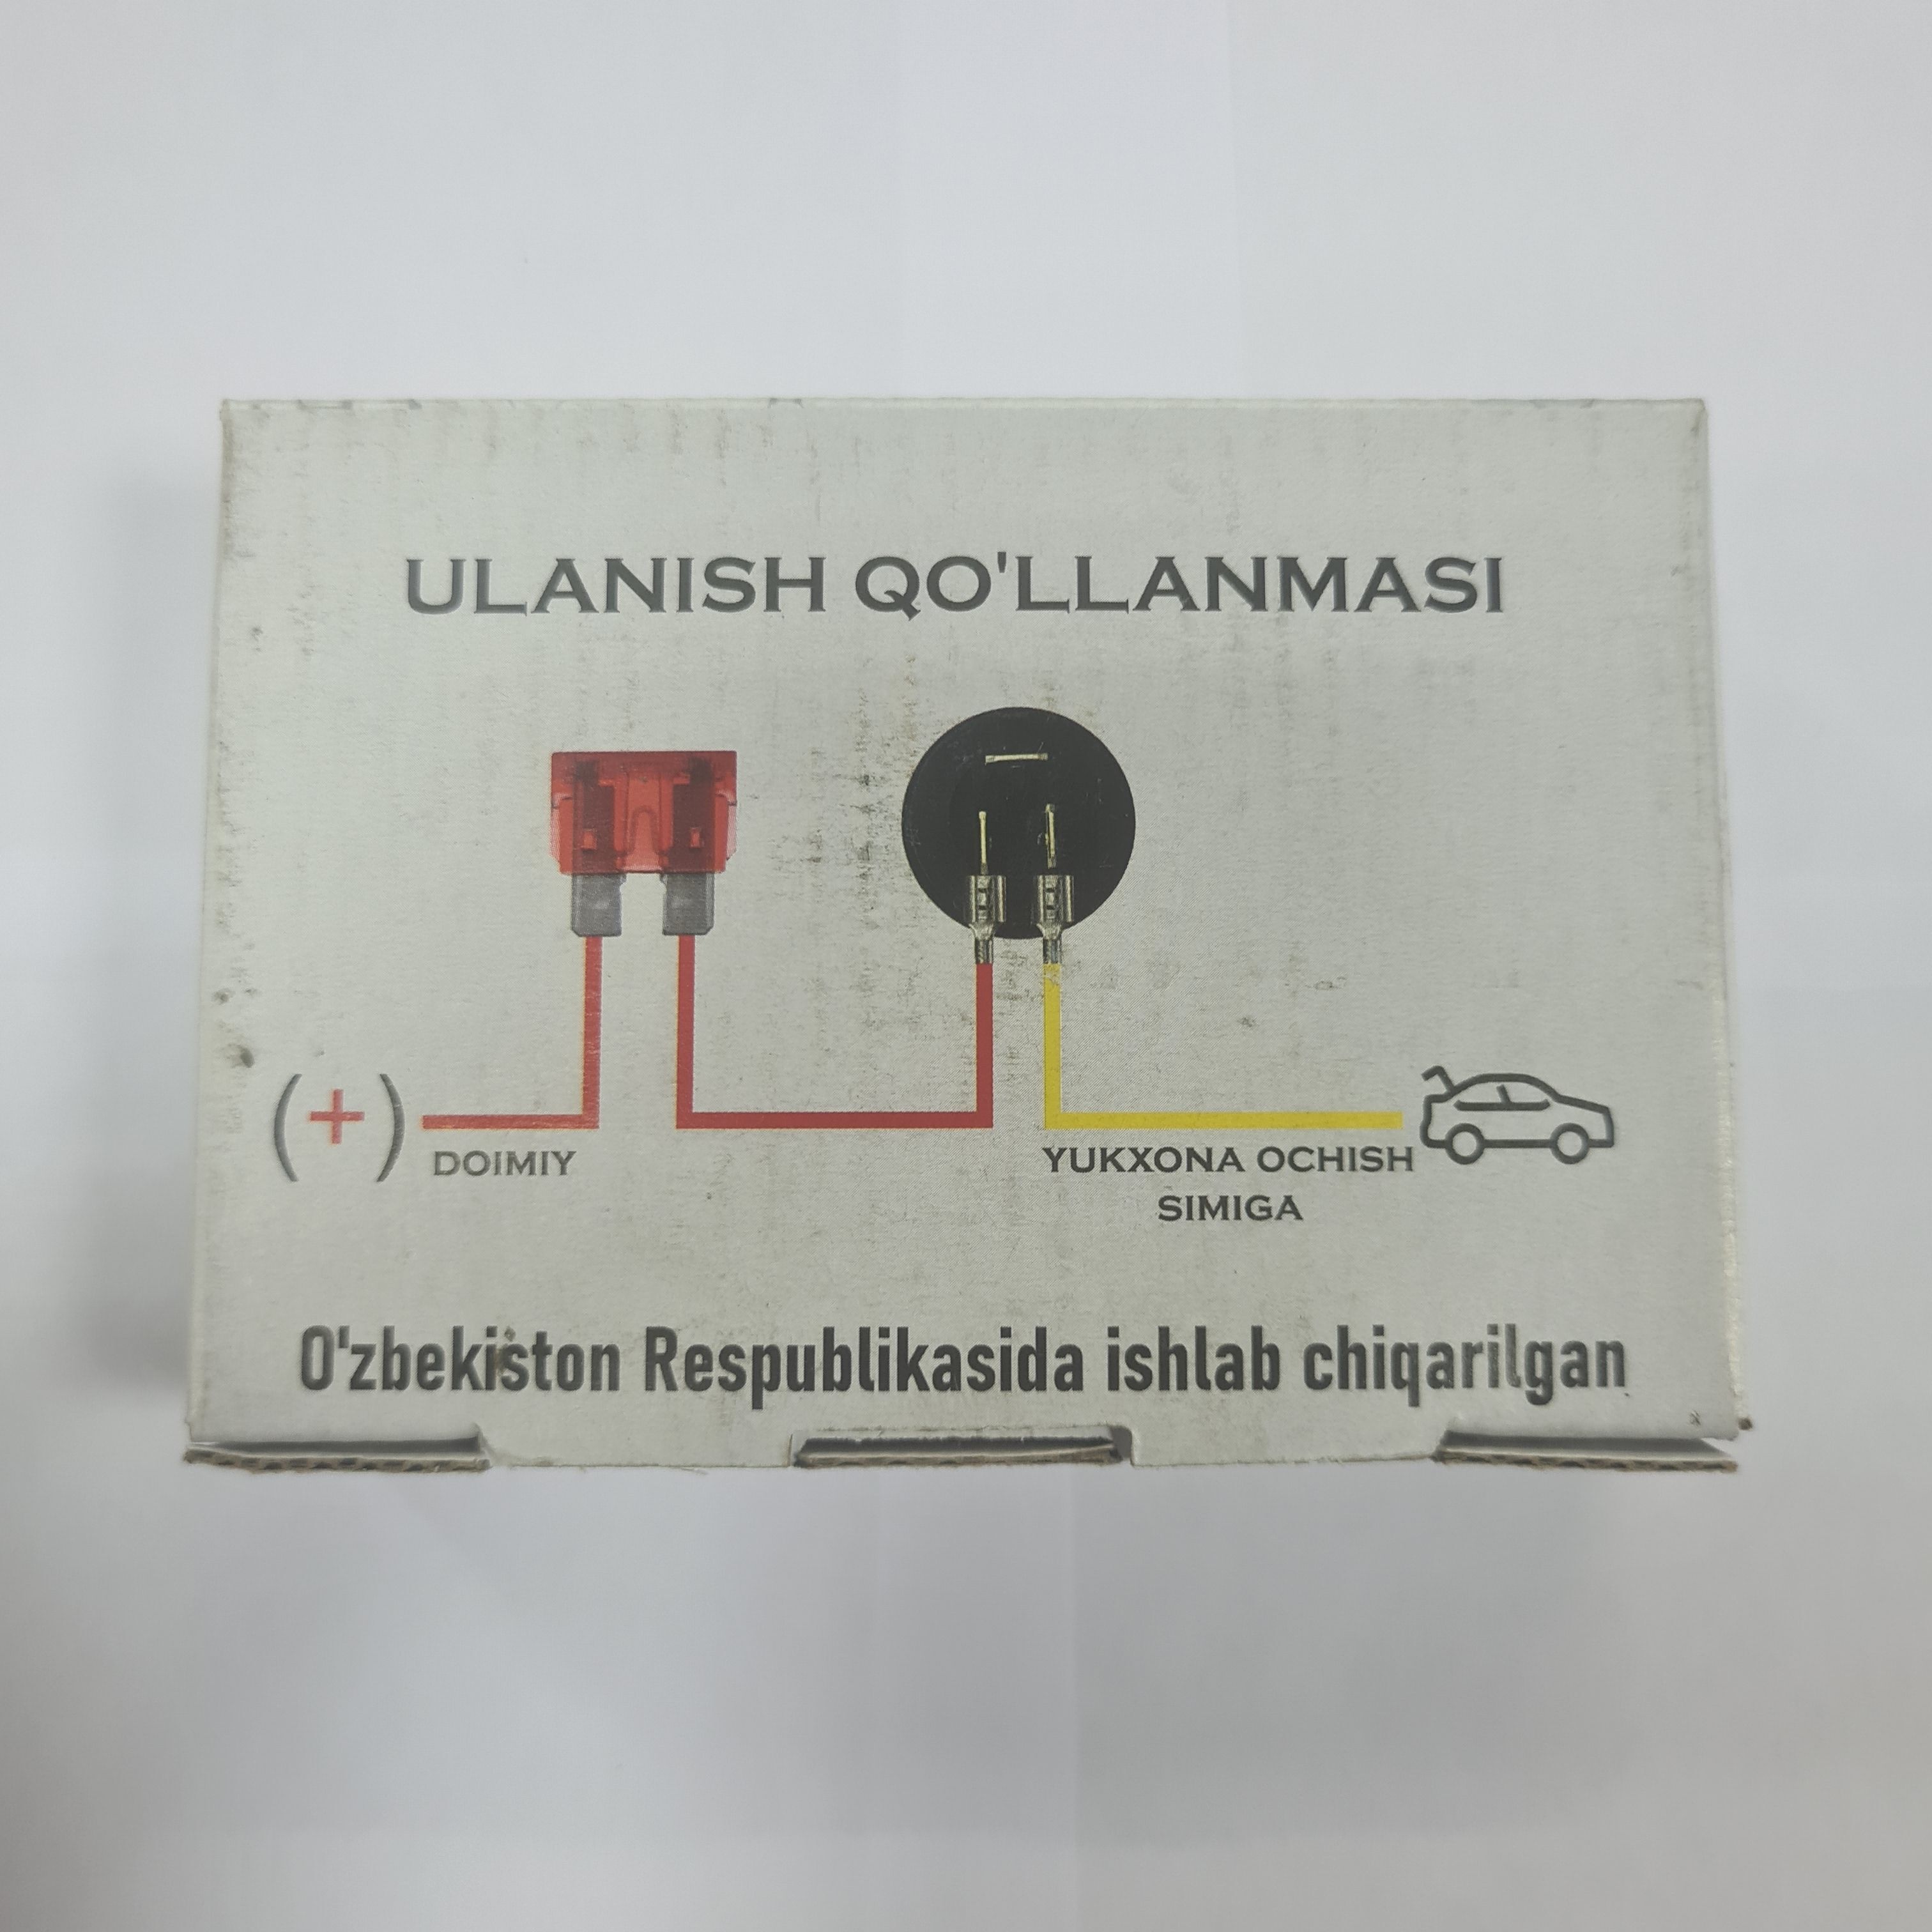 ULANISH QO'LLANMASI
(+)
DOIMIY
YUKXONA OCHISH
SIMIGA
O'zbekiston Respublikasida ishlab chiqarilgan